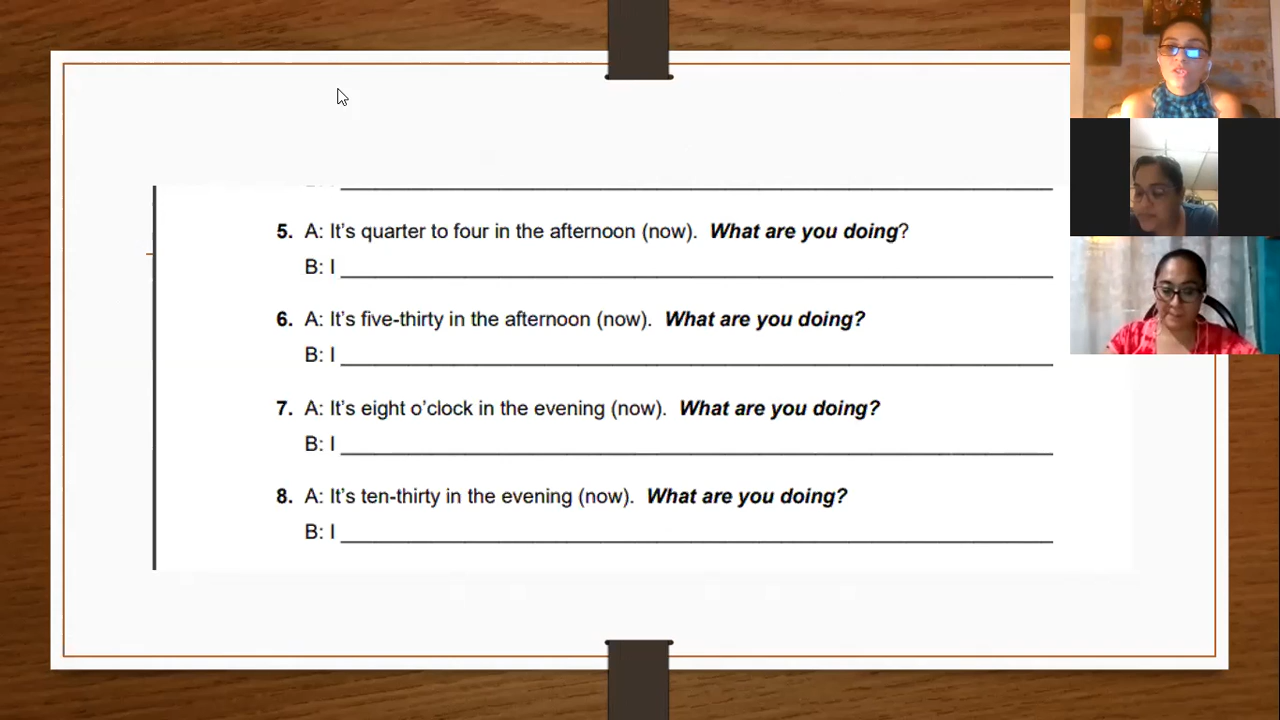 5. A: It's quarter to four in the afternoon (now). What are you doing?
B: I
6. A: It's five-thirty in the afternoon (now). What are you doing?
B: I
7. A: It's eight o'clock in the evening (now). What are you doing?
B: I
8. A: It's ten-thirty in the evening (now). What are you doing?
B: I